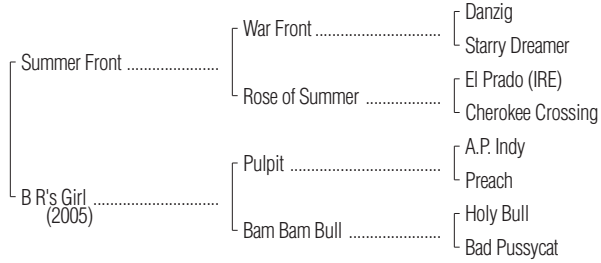 Danzig
War Front
Starry Dreamer
Summer Front
El Prado (IRE)
Rose of Summer
Cherokee Crossing
A.P. Indy
Pulpit
Preach
B R's Girl
(2005)
Holy Bull
Bam Bam Bull
Bad Pussycat